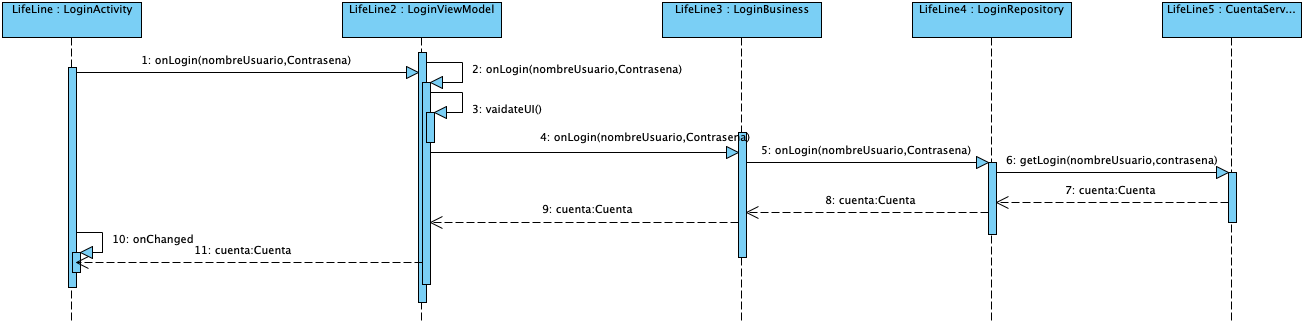 LifeLine : LoginActivity
LifeLine2 : LoginViewModel
LifeLine3 : LoginBusiness
LifeLine4 : LoginRepository
LifeLine5 : CuentaServ...
1: onLogin(nombreUsuario,Contrasena)
2: onLogin(nombreUsuario,Contrasena)
3: vaidateUI()
4: onLogin(nombreUsuario,Contrasena)
5: onLogin(nombreUsuario,Contrasena)
6: getLogin(nombreUsuario,contrasena)
7: cuenta:Cuenta
8: cuenta:Cuenta
9: cuenta:Cuenta
10: onChanged
11: cuenta:Cuenta